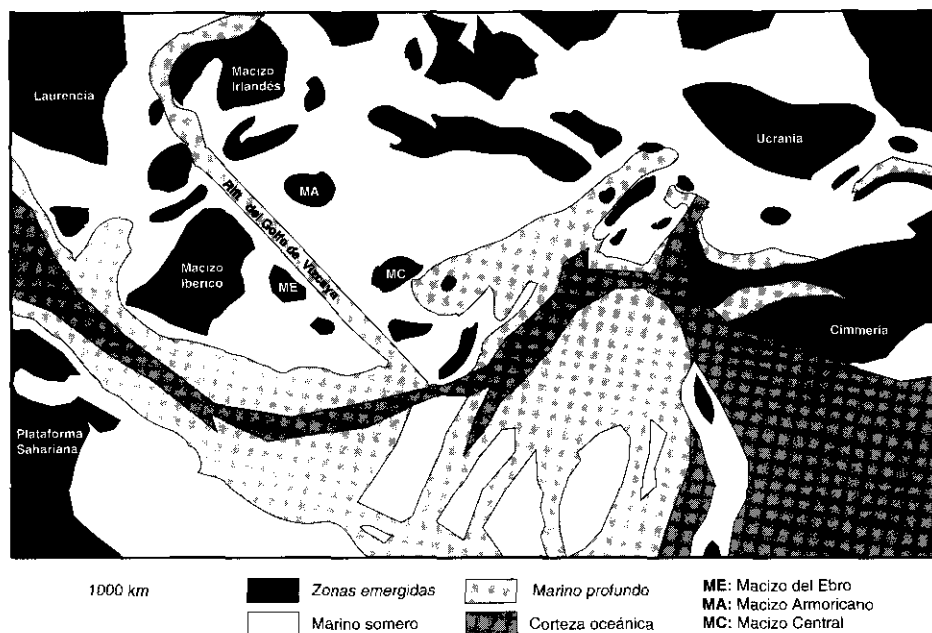 Macizo
Irlandés
Laurencia
Ucrania
MA
Rift del Golfo de Vizcaya
Macizo
Iberico
ME
MC
Cimmeria
Plataforma
Sahariana
1000 km
Zonas emergidas
Marino profundo
ME: Macizo del Ebro
MA: Macizo Armoricano
Marino somero
Corteza oceánica
MC: Macizo Central